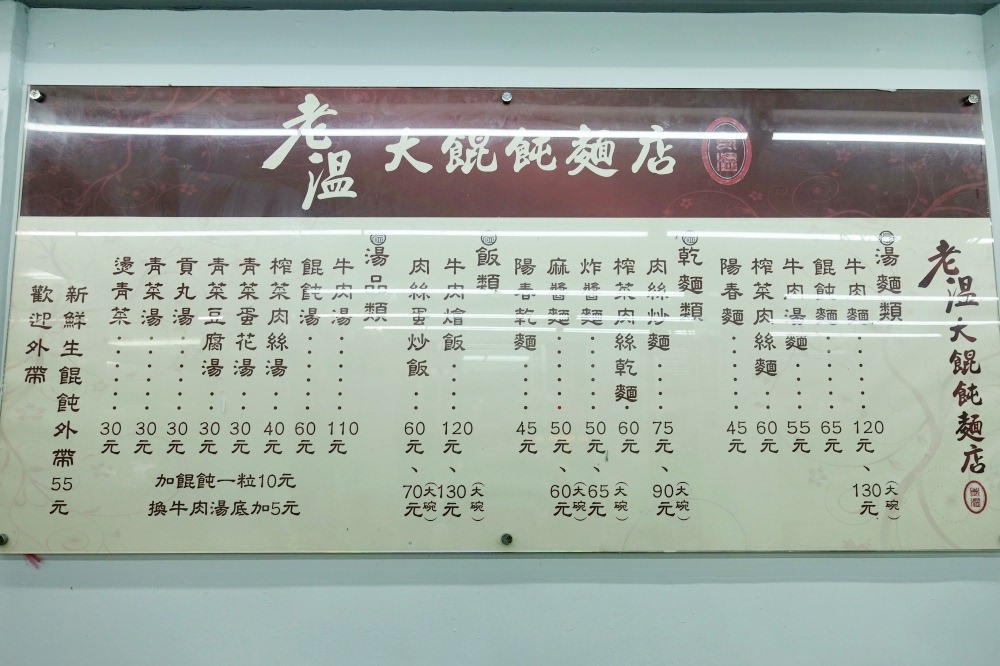 老溫大餛飩麵店
老溫大餛飩麵店
湯麵類
牛肉麵........120元、130元(大碗)
餛飩麵........65元
牛肉湯麵........55元
榨菜肉絲麵........60元
陽春麵........45元
乾麵類
肉絲炒麵........75元、90元(大碗)
榨菜肉絲乾麵........60元
炸醬麵........50元、65元(大碗)
麻醬麵........50元、60元(大碗)
陽春乾麵........45元
飯類
牛肉燴飯........120元、130元(大碗)
肉絲蛋炒飯........60元、70元(大碗)
湯品類
牛肉湯........110元
餛飩湯........60元
榨菜肉絲湯........40元
青菜蛋花湯........30元
青菜豆腐湯........30元
貢丸湯........30元
青菜湯........30元
燙青菜........30元
加餛飩一粒10元
換牛肉湯底加5元
新鮮生餛飩外帶55元
歡迎外帶